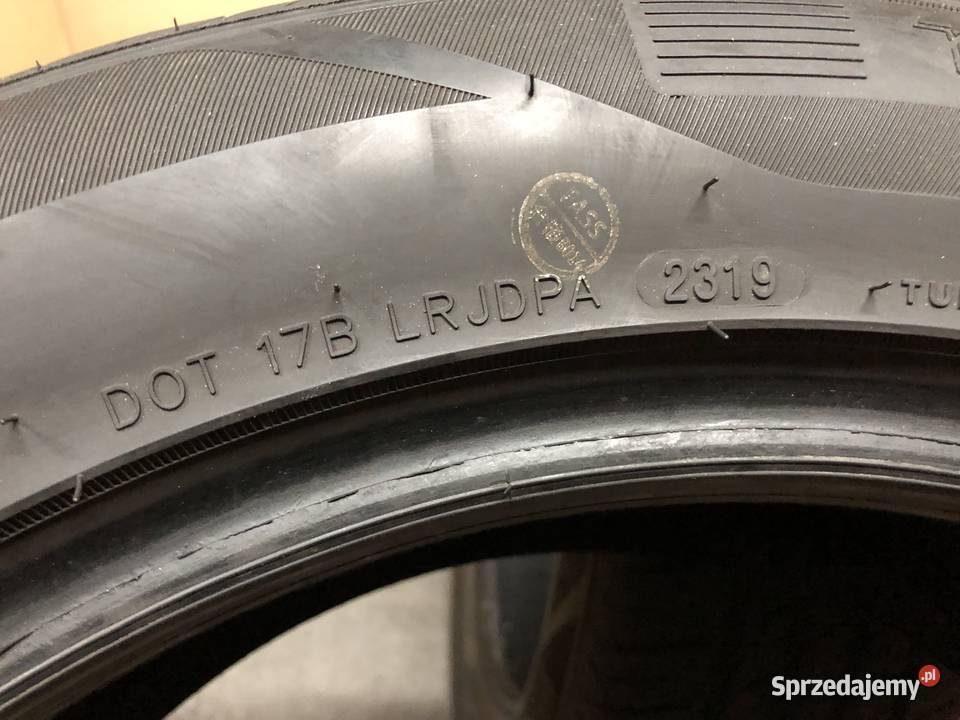 PASS
DOT 17B LRJDPA 2319
Sprzedajemy.pl